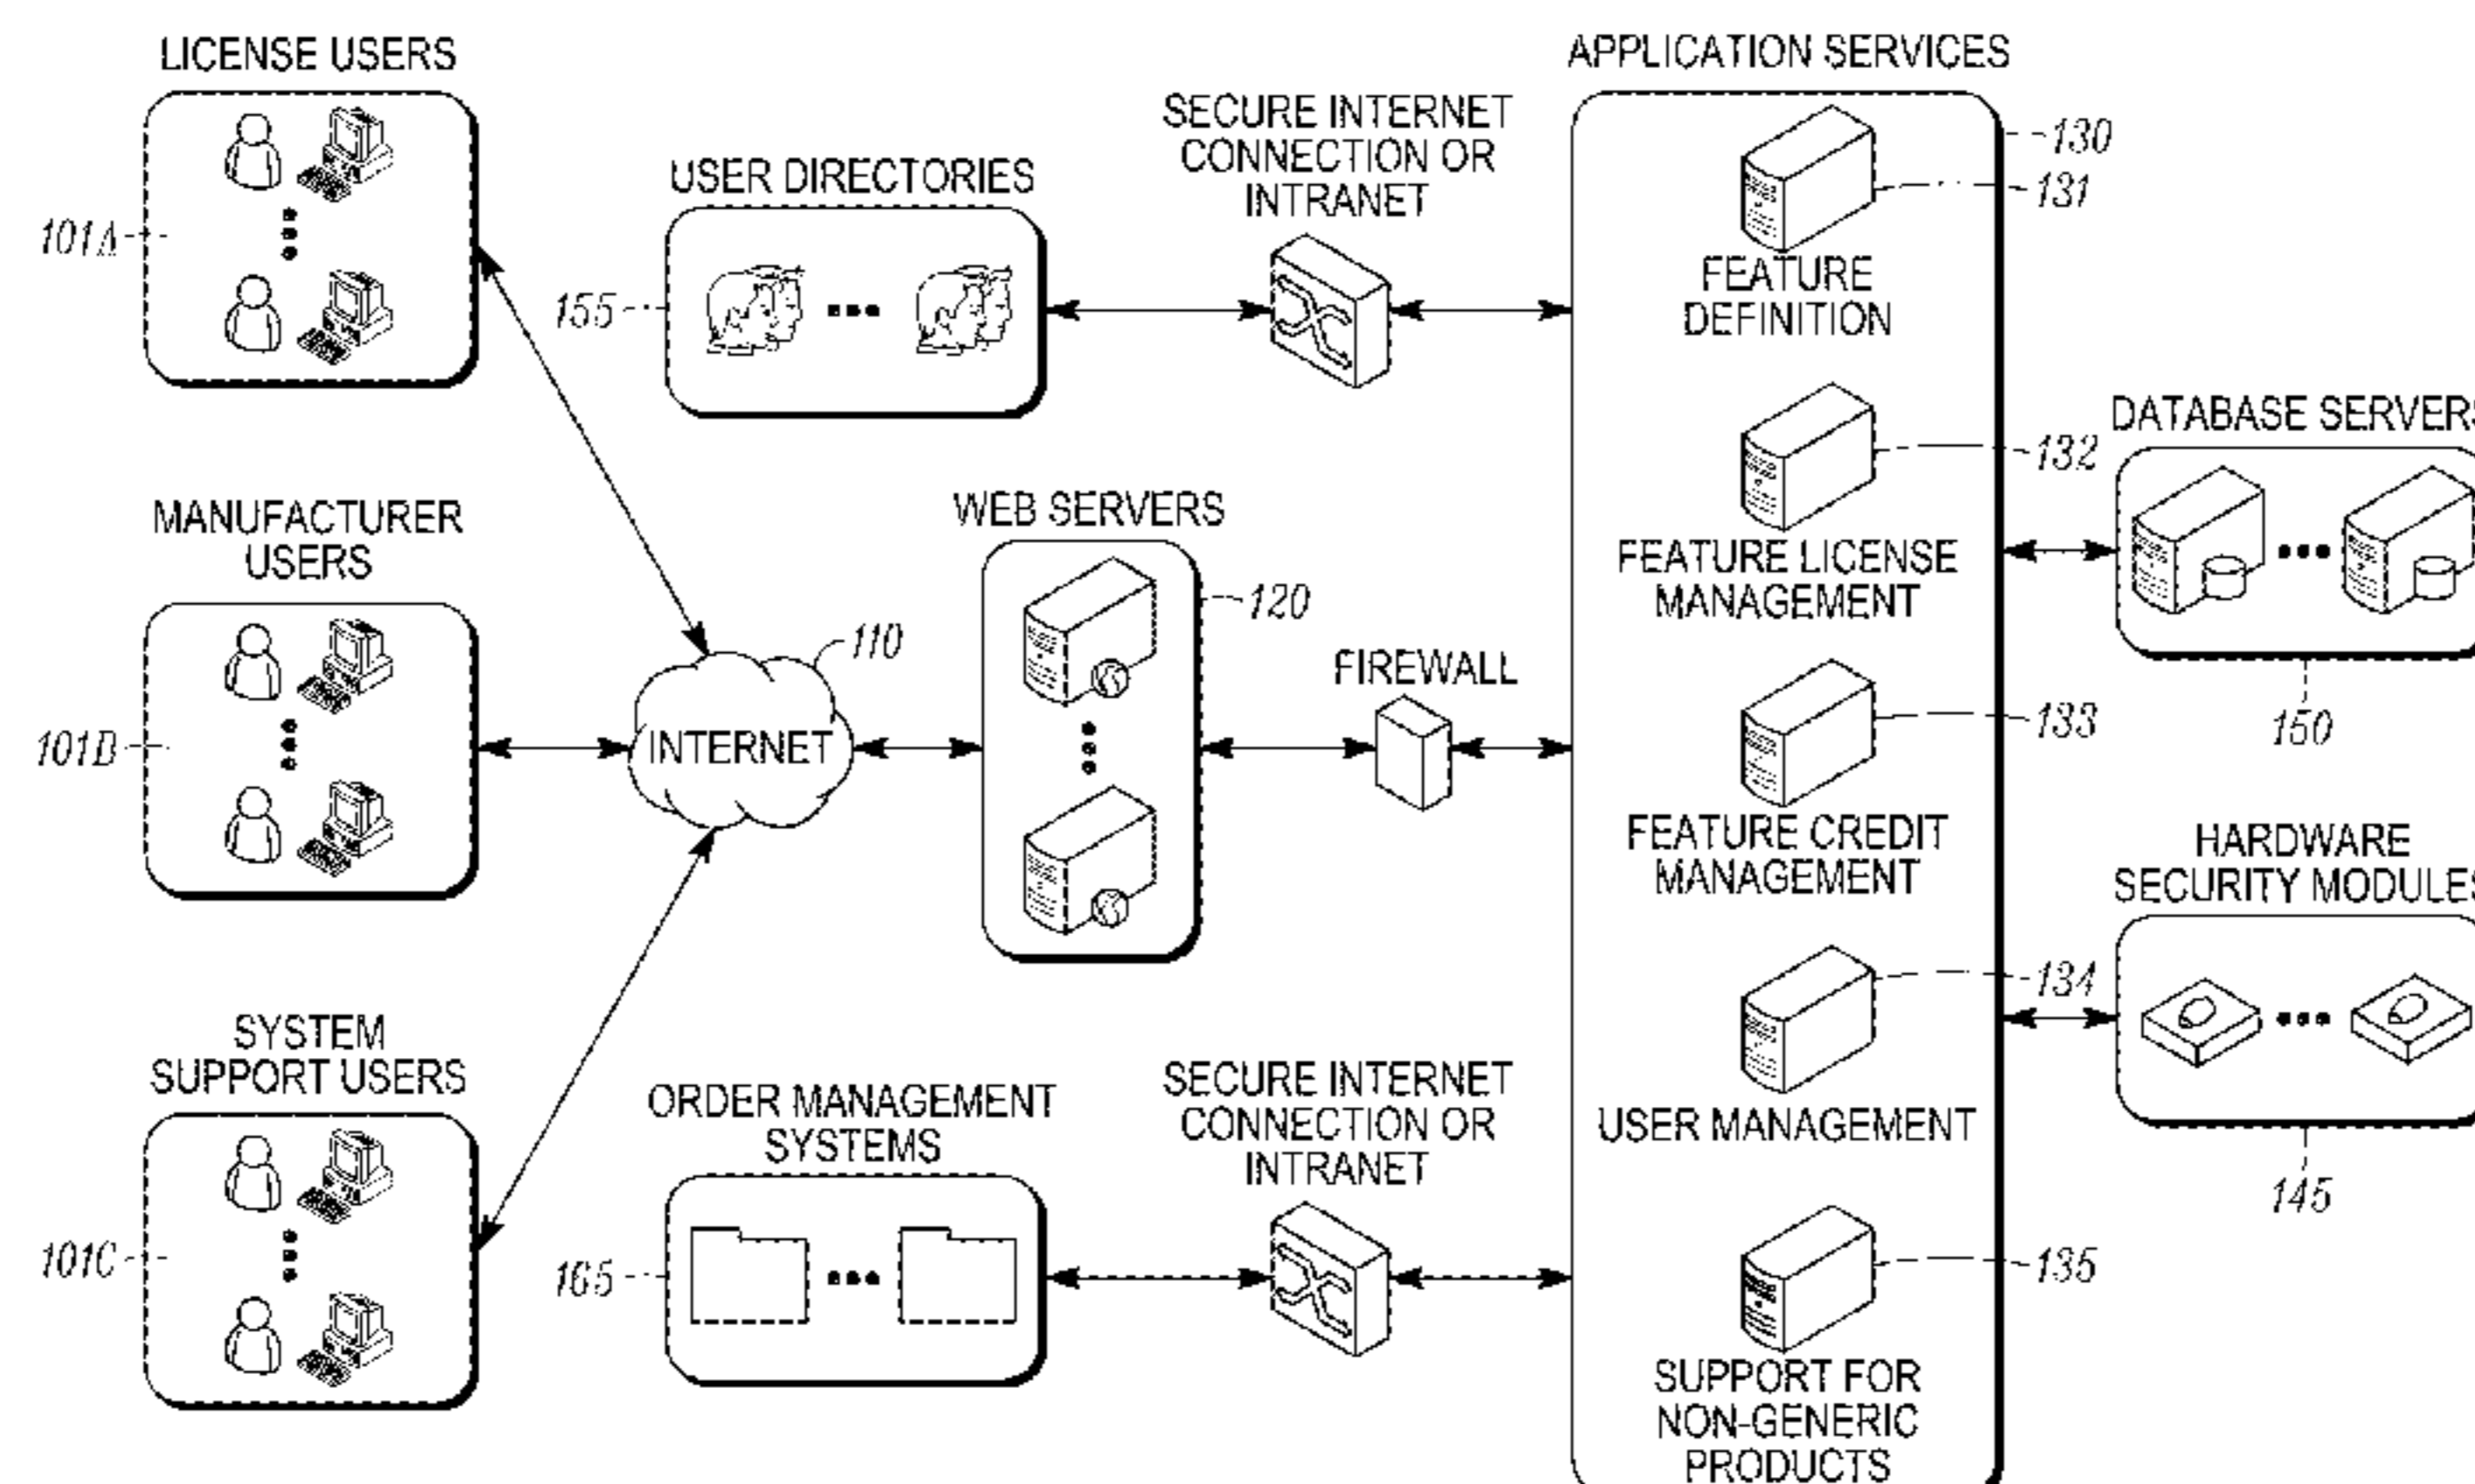 LICENSE USERS
101A
MANUFACTURER
USERS
101B
SYSTEM
SUPPORT USERS
101C
USER DIRECTORIES
155
INTERNET
110
WEB SERVERS
120
ORDER MANAGEMENT
SYSTEMS
165
SECURE INTERNET
CONNECTION OR
INTRANET
FIREWALL
SECURE INTERNET
CONNECTION OR
INTRANET
APPLICATION SERVICES
130
131
FEATURE
DEFINITION
132
FEATURE LICENSE
MANAGEMENT
133
FEATURE CREDIT
MANAGEMENT
134
USER MANAGEMENT
135
SUPPORT FOR
NON-GENERIC
PRODUCTS
DATABASE SERVERS
150
HARDWARE
SECURITY MODULES
145